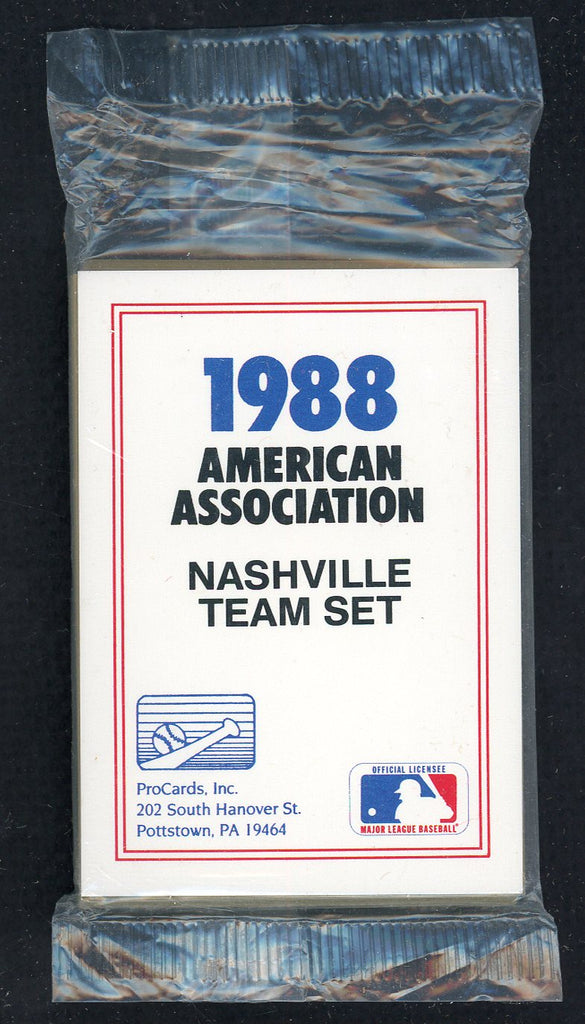 1988
AMERICAN
ASSOCIATION
NASHVILLE
TEAM SET
ProCards, Inc.
202 South Hanover St.
Pottstown, PA 19464
OFFICIAL LICENSEE
MAJOR LEAGUE BASEBALL®